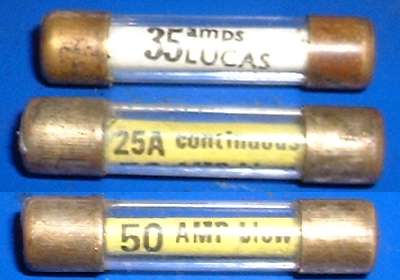 35 amps
LUCAS
25A continuous
50 AMP blow